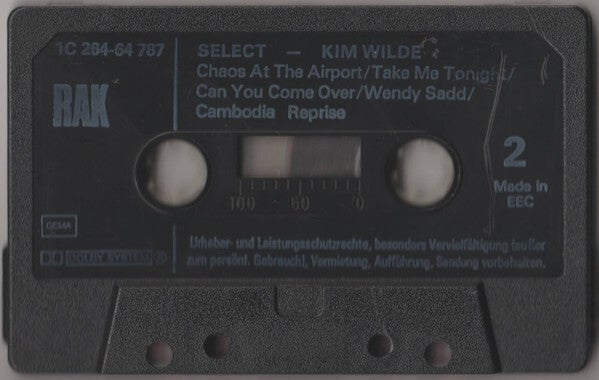 1C 264-64 787
SELECT — KIM WILDE
Chaos At The Airport/Take Me Tonight/
Can You Come Over/Wendy Sadd/
Cambodia Reprise
RAK
2
Made in
EEC
100 50 0
GEMA
DOLBY SYSTEM
Urheber- und Leistungsschutzrechte, besonders Vervielfältigung (außer
zum persönl. Gebrauch), Vermietung, Aufführung, Sendung vorbehalten.